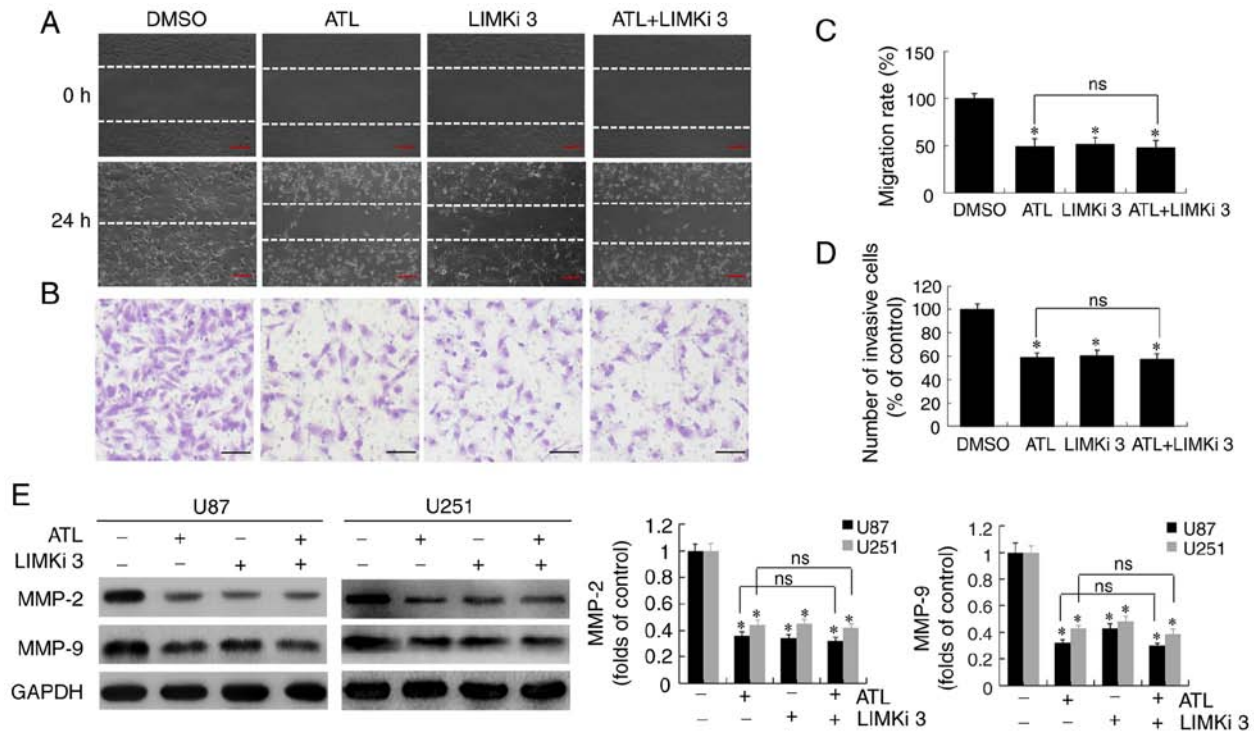 A
DMSO
ATL
LIMKi 3
ATL+LIMKi 3
0 h
24 h
B
C
Migration rate (%)
150
100
50
0
ns
* * *
DMSO ATL LIMKi 3 ATL+LIMKi 3
D
Number of invasive cells
(% of control)
120
100
80
60
40
20
0
ns
* * *
DMSO ATL LIMKi 3 ATL+LIMKi 3
E
U87 U251
ATL − + − + − + − +
LIMKi 3 − − + + − − + +
MMP-2
MMP-9
GAPDH
MMP-2
(folds of control)
1.2
1
0.8
0.6
0.4
0.2
0
U87
U251
ns
ns
* * * * * *
− + − + ATL
− − + + LIMKi 3
MMP-9
(folds of control)
1.2
1
0.8
0.6
0.4
0.2
0
U87
U251
ns
ns
* * * * * *
− + − + ATL
− − + + LIMKi 3